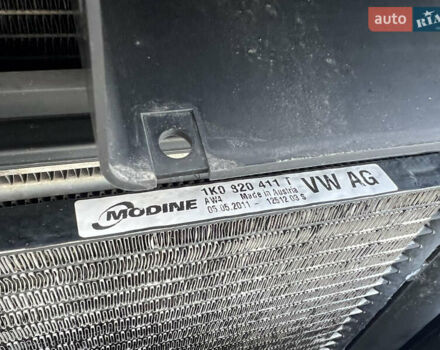 auto RIA
MODINE 1K0 820 411 T VW AG
AW4 Made in Austria
05.05.2011 - 12512 03 S